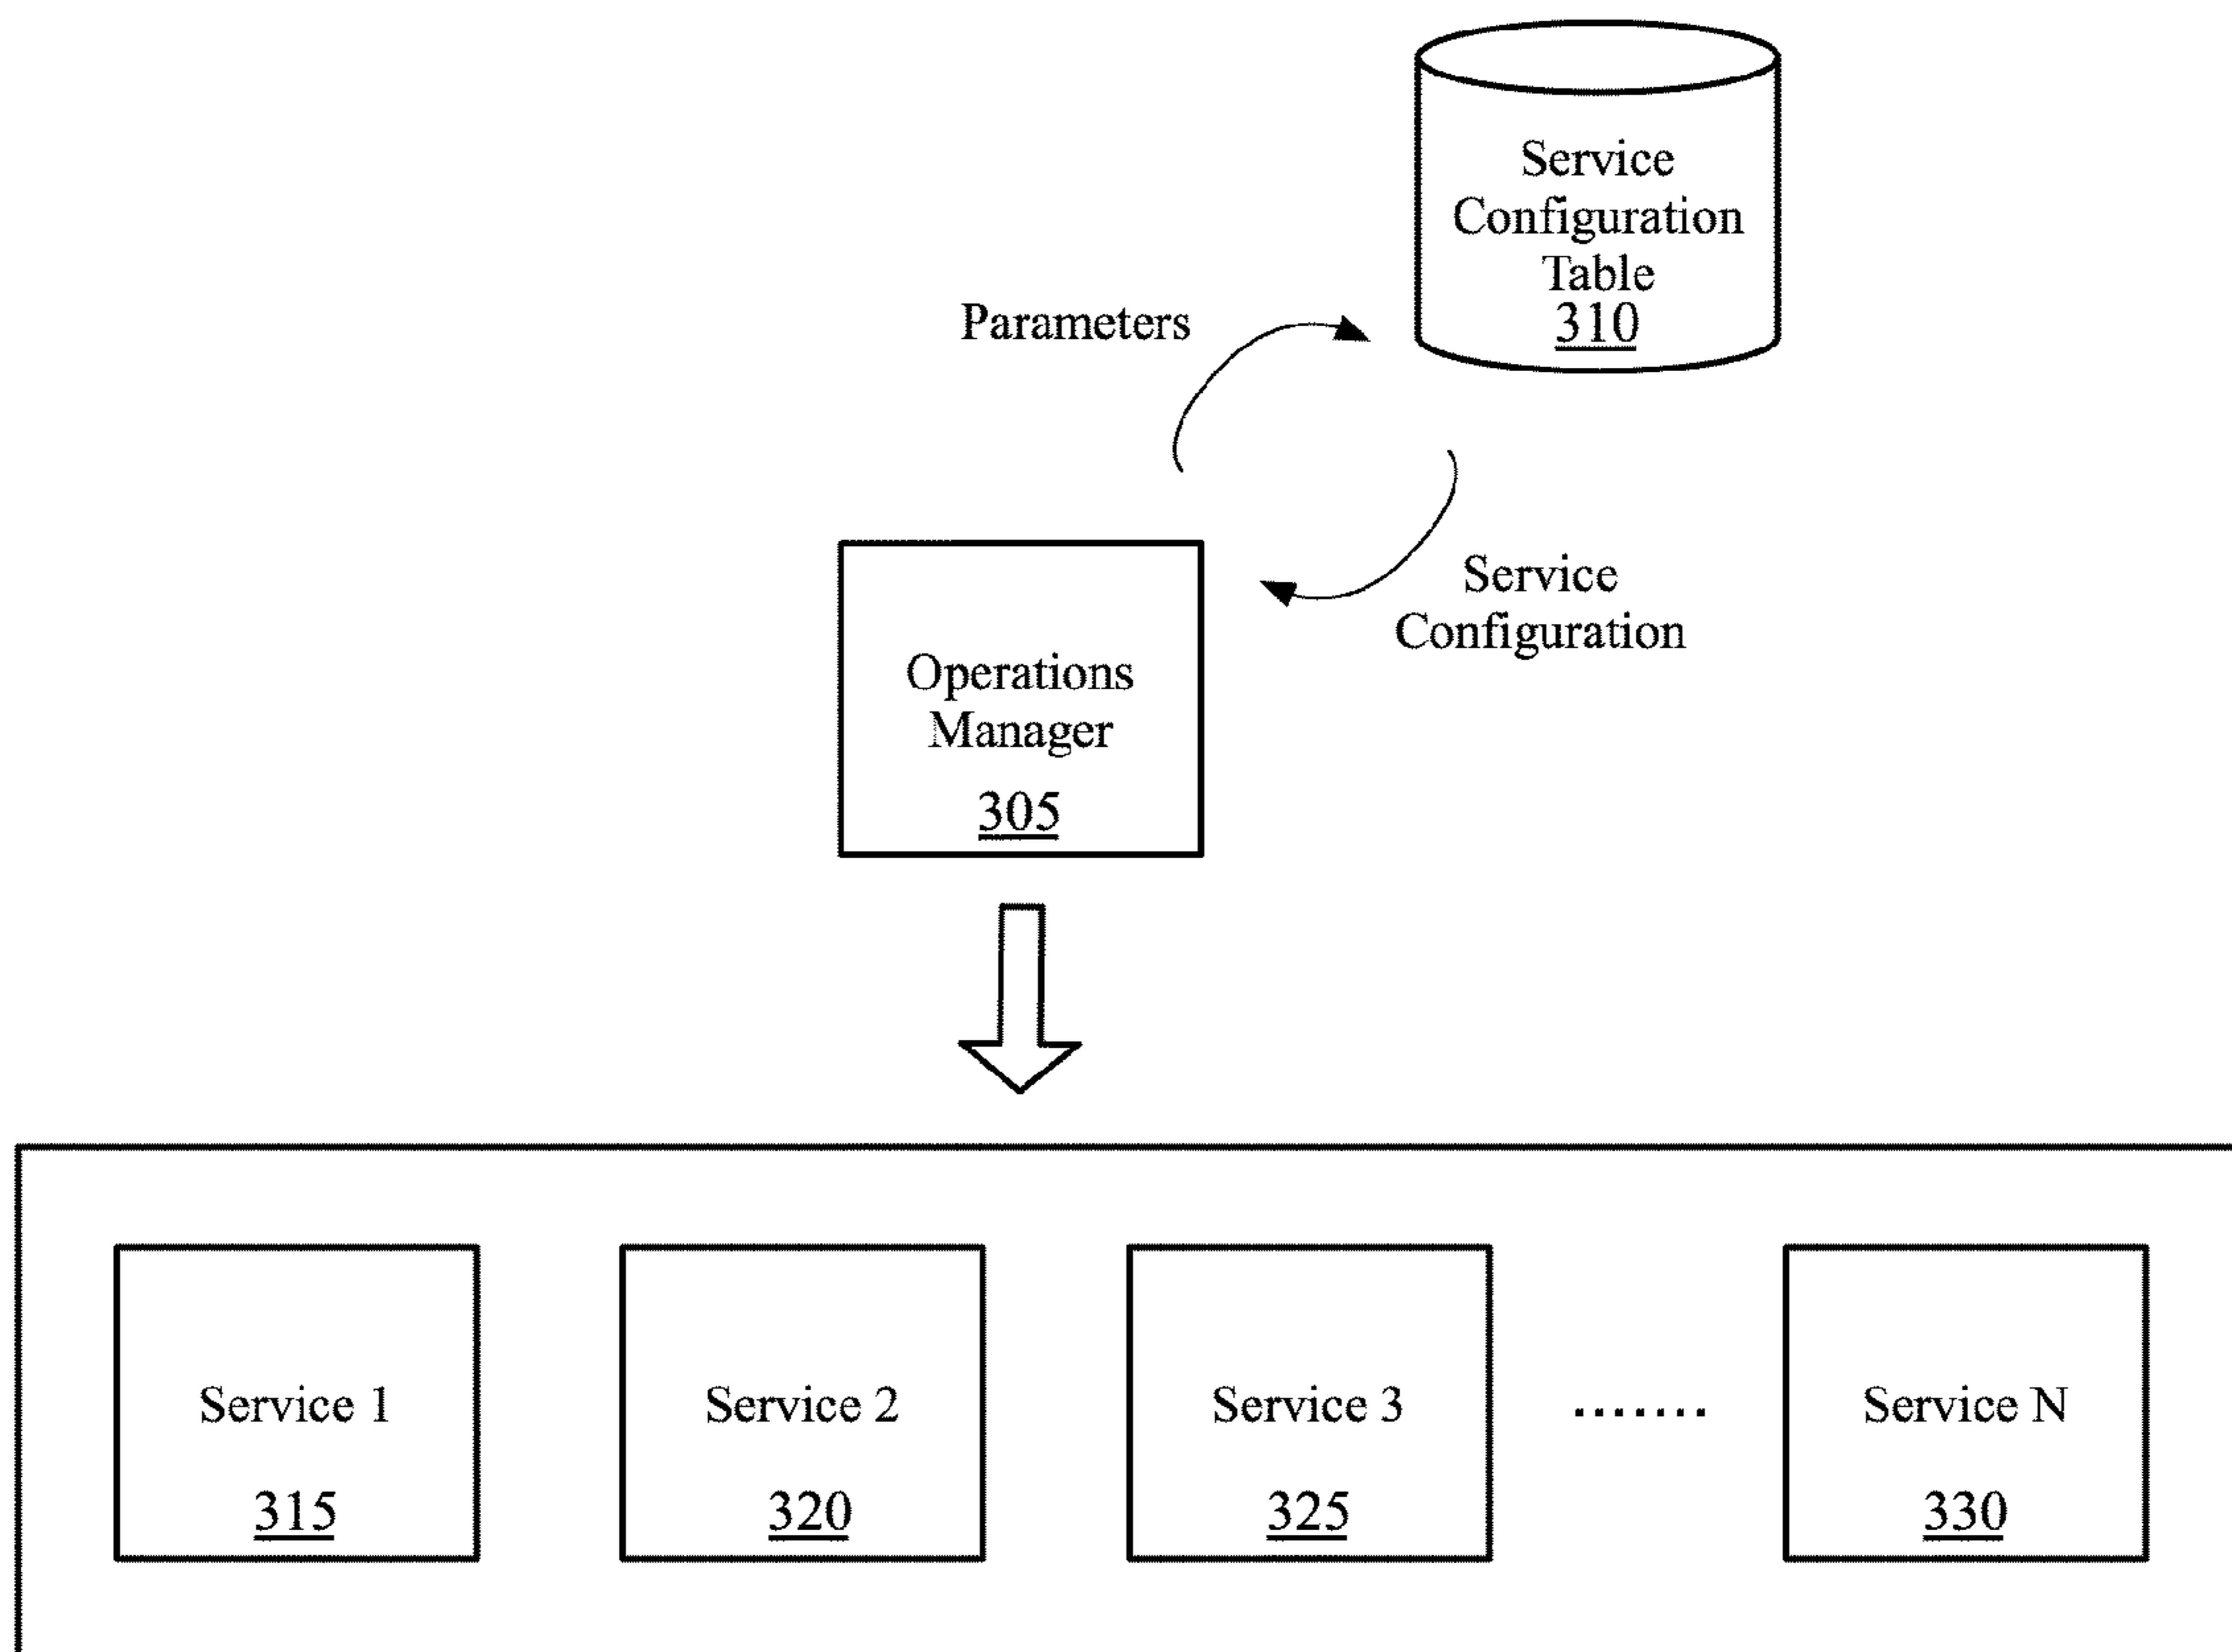 Service
Configuration
Table
310
Parameters
Service
Configuration
Operations
Manager
305
Service 1
Service 2
Service 3
.......
Service N
315
320
325
330